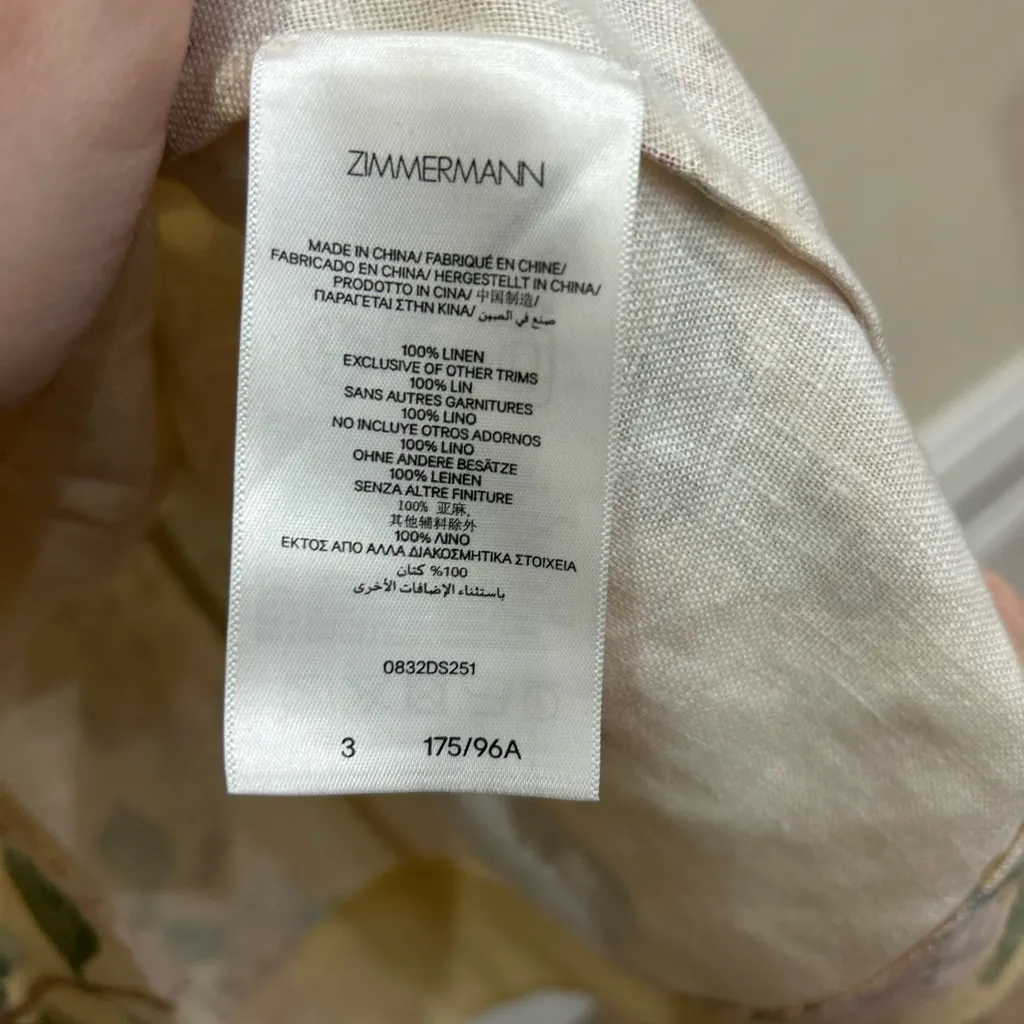 ZIMMERMANN
MADE IN CHINA/ FABRIQUÉ EN CHINE/
FABRICADO EN CHINA/ HERGESTELLT IN CHINA/
PRODOTTO IN CINA/ 中国制造/
ΠΑΡΑΓΕΤΑΙ ΣΤΗΝ ΚΙΝΑ/ صنع في الصين
100% LINEN
EXCLUSIVE OF OTHER TRIMS
100% LIN
SANS AUTRES GARNITURES
100% LINO
NO INCLUYE OTROS ADORNOS
100% LINO
OHNE ANDERE BESÄTZE
100% LEINEN
SENZA ALTRE FINITURE
100% 亚麻,
其他辅料除外
100% ΛΙΝΟ
ΕΚΤΟΣ ΑΠΟ ΑΛΛΑ ΔΙΑΚΟΣΜΗΤΙΚΑ ΣΤΟΙΧΕΙΑ
100% كتان
باستثناء الإضافات الأخرى
0832DS251
3 175/96A